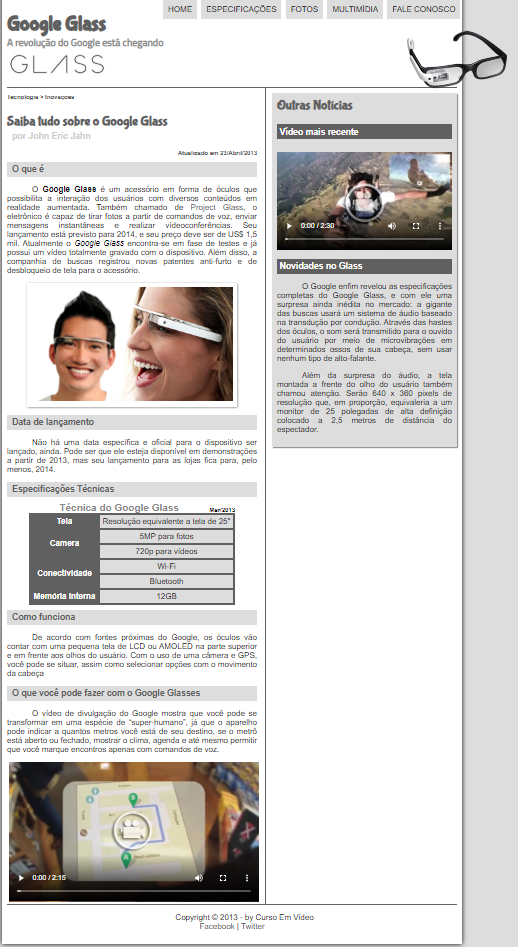 HOME ESPECIFICAÇÕES FOTOS MULTIMÍDIA FALE CONOSCO
Google Glass
A revolução do Google está chegando
GLASS
Tecnologia > Inovações
Saiba tudo sobre o Google Glass
por John Eric Jahn
Atualizado em 23/Abril/2013
O que é
O Google Glass é um acessório em forma de óculos que
possibilita a interação dos usuários com diversos conteúdos em
realidade aumentada. Também chamado de Project Glass, o
eletrônico é capaz de tirar fotos a partir de comandos de voz, enviar
mensagens instantâneas e realizar vídeoconferências. Seu
lançamento está previsto para 2014, e seu preço deve ser de US$ 1,5
mil. Atualmente o Google Glass encontra-se em fase de testes e já
possui um vídeo totalmente gravado com o dispositivo. Além disso, a
companhia de buscas registrou novas patentes anti-furto e de
desbloqueio de tela para o acessório.
Data de lançamento
Não há uma data específica e oficial para o dispositivo ser
lançado, ainda. Pode ser que ele esteja disponível em demonstrações
a partir de 2013, mas seu lançamento para as lojas fica para, pelo
menos, 2014.
Especificações Técnicas
Técnica do Google Glass Mar/2013
Tela Resolução equivalente a tela de 25"
Camera 5MP para fotos
720p para vídeos
Conectividade Wi-Fi
Bluetooth
Memória Interna 12GB
Como funciona
De acordo com fontes próximas do Google, os óculos vão
contar com uma pequena tela de LCD ou AMOLED na parte superior
e em frente aos olhos do usuário. Com o uso de uma câmera e GPS,
você pode se situar, assim como selecionar opções com o movimento
da cabeça
O que você pode fazer com o Google Glasses
O vídeo de divulgação do Google mostra que você pode se
transformar em uma espécie de “super-humano”, já que o aparelho
pode indicar a quantos metros você está de seu destino, se o metrô
está aberto ou fechado, mostrar o clima, agenda e até mesmo permitir
que você marque encontros apenas com comandos de voz.
B
A
0:00 / 2:15
Outras Notícias
Vídeo mais recente
0:00 / 2:30
Novidades no Glass
O Google enfim revelou as especificações
completas do Google Glass, e com ele uma
surpresa ainda inédita no mercado: a gigante
das buscas usará um sistema de áudio baseado
na transdução por condução. Através das hastes
dos óculos, o som será transmitido para o ouvido
do usuário por meio de microvibrações em
determinados ossos de sua cabeça, sem usar
nenhum tipo de alto-falante.
Além da surpresa do áudio, a tela
montada a frente do olho do usuário também
chamou atenção. Serão 640 x 360 pixels de
resolução que, em proporção, equivaleria a um
monitor de 25 polegadas de alta definição
colocado a 2,5 metros de distância do
espectador.
Copyright © 2013 - by Curso Em Video
Facebook | Twitter